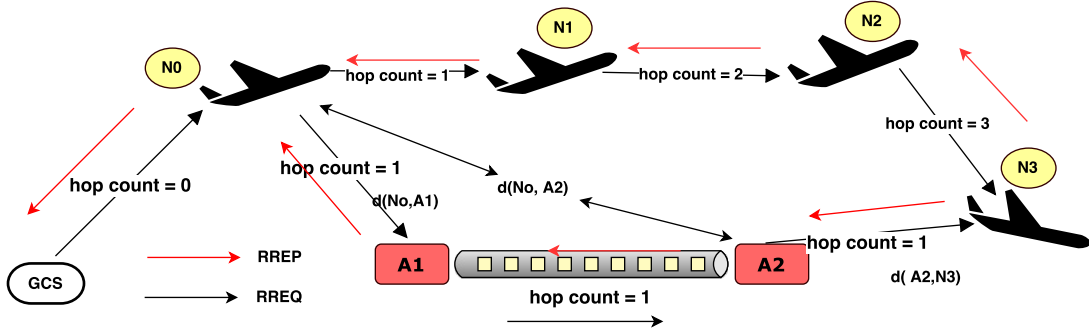 N2
N1
N0
hop count = 1
hop count = 2
hop count = 3
hop count = 1
N3
hop count = 0
d(No, A2)
d(No,A1)
hop count = 1
RREP
A1
A2
d( A2,N3)
GCS
RREQ
hop count = 1